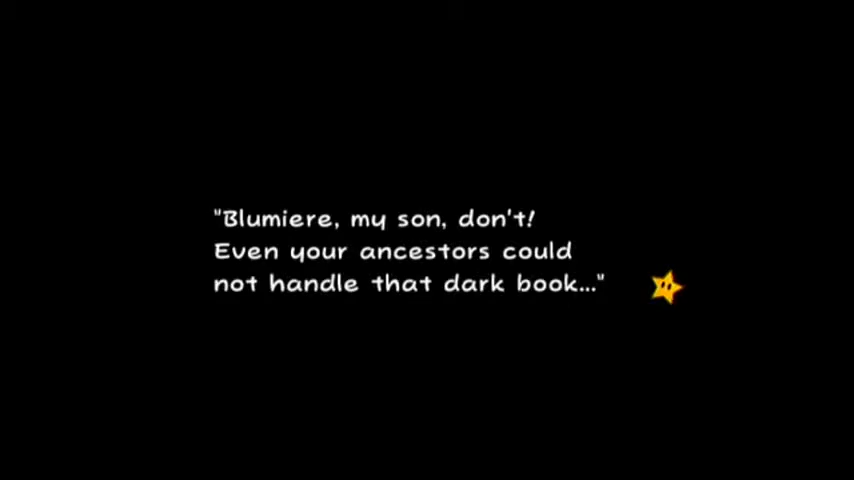 "Blumiere, my son, don't!
Even your ancestors could
not handle that dark book..."